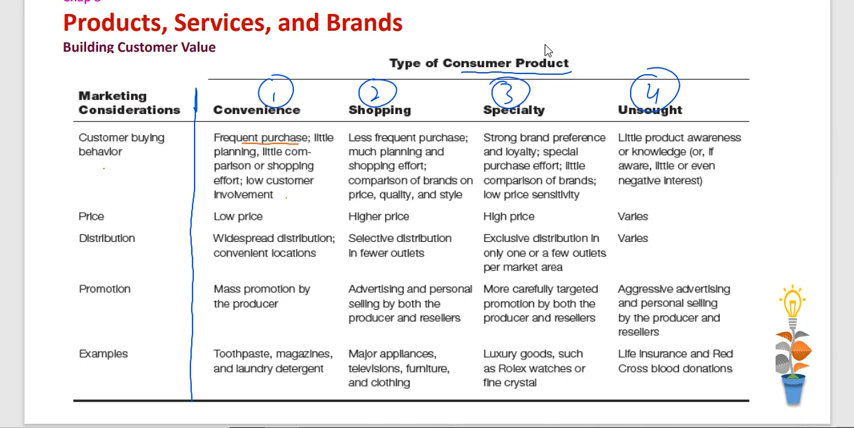 Products, Services, and Brands
Building Customer Value
Type of Consumer Product
1 2 3 4
Marketing
Considerations Convenience Shopping Specialty Unsought
Customer buying Frequent purchase; little Less frequent purchase; Strong brand preference Little product awareness
behavior planning, little com- much planning and and loyalty; special or knowledge (or, if
parison or shopping shopping effort; purchase effort; little aware, little or even
effort; low customer comparison of brands on comparison of brands; negative interest)
involvement price, quality, and style low price sensitivity
Price Low price Higher price High price Varies
Distribution Widespread distribution; Selective distribution Exclusive distribution in Varies
convenient locations in fewer outlets only one or a few outlets
per market area
Promotion Mass promotion by Advertising and personal More carefully targeted Aggressive advertising
the producer selling by both the promotion by both the and personal selling
producer and resellers producer and resellers by the producer and
resellers
Examples Toothpaste, magazines, Major appliances, Luxury goods, such Life insurance and Red
and laundry detergent televisions, furniture, as Rolex watches or Cross blood donations
and clothing fine crystal